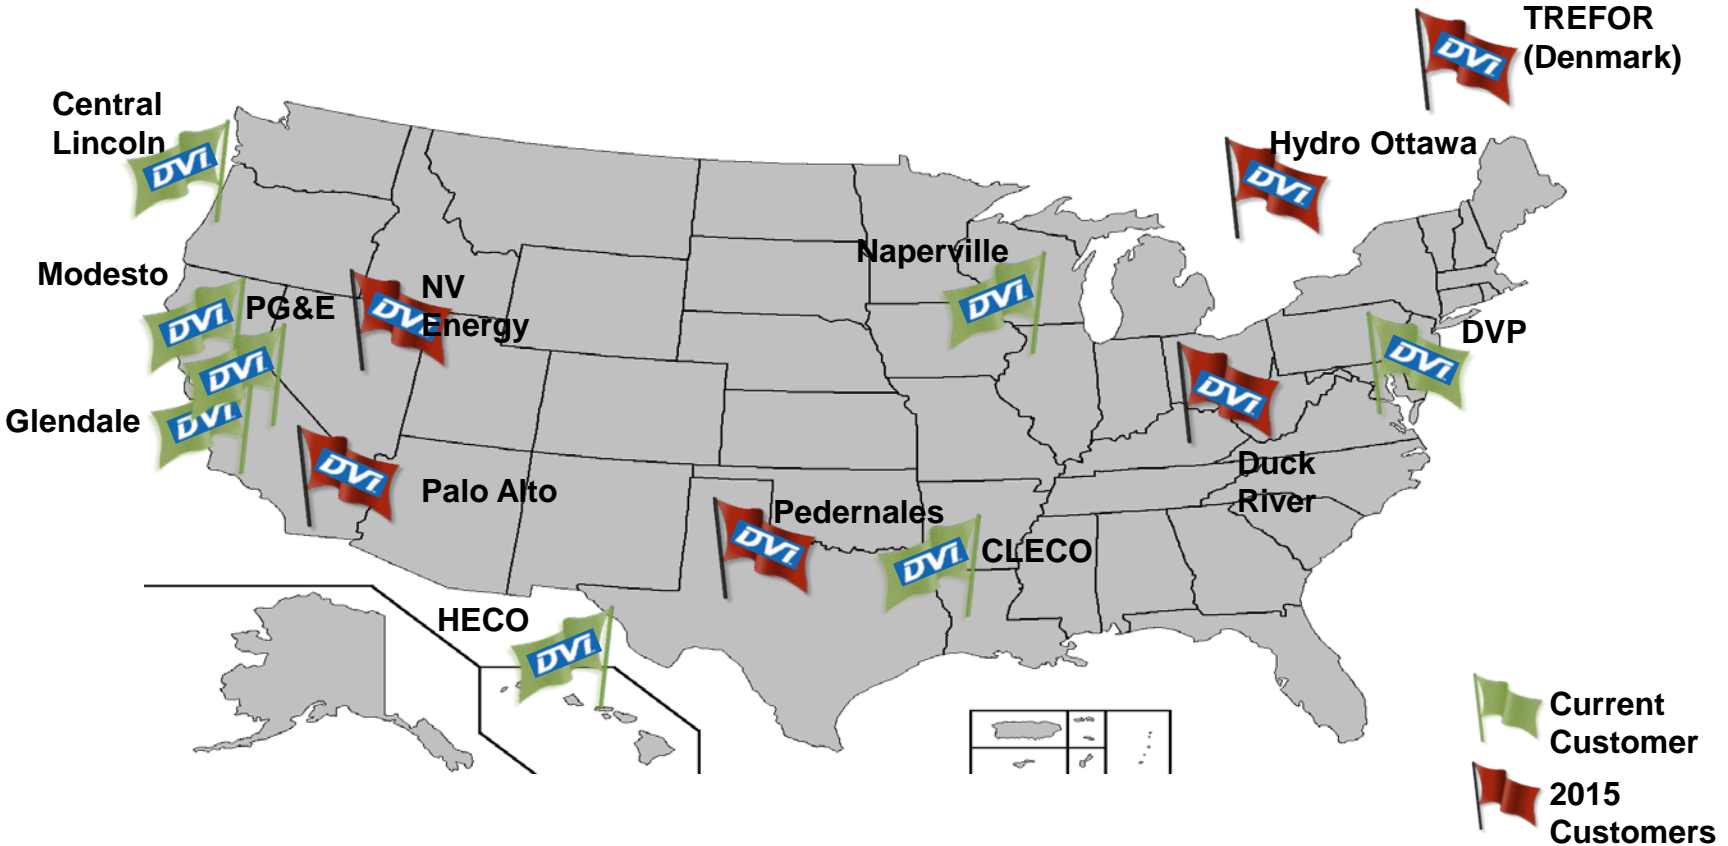 TREFOR
(Denmark)
DVI
Central
Lincoln
DVI
Hydro Ottawa
DVI
Naperville
DVI
Modesto
DVI
PG&E
DVI
NV
Energy
DVI
DVP
DVI
Glendale
DVI
DVI
Duck
River
DVI
Palo Alto
Pedernales
DVI
CLECO
DVI
HECO
DVI
Current
Customer
2015
Customers